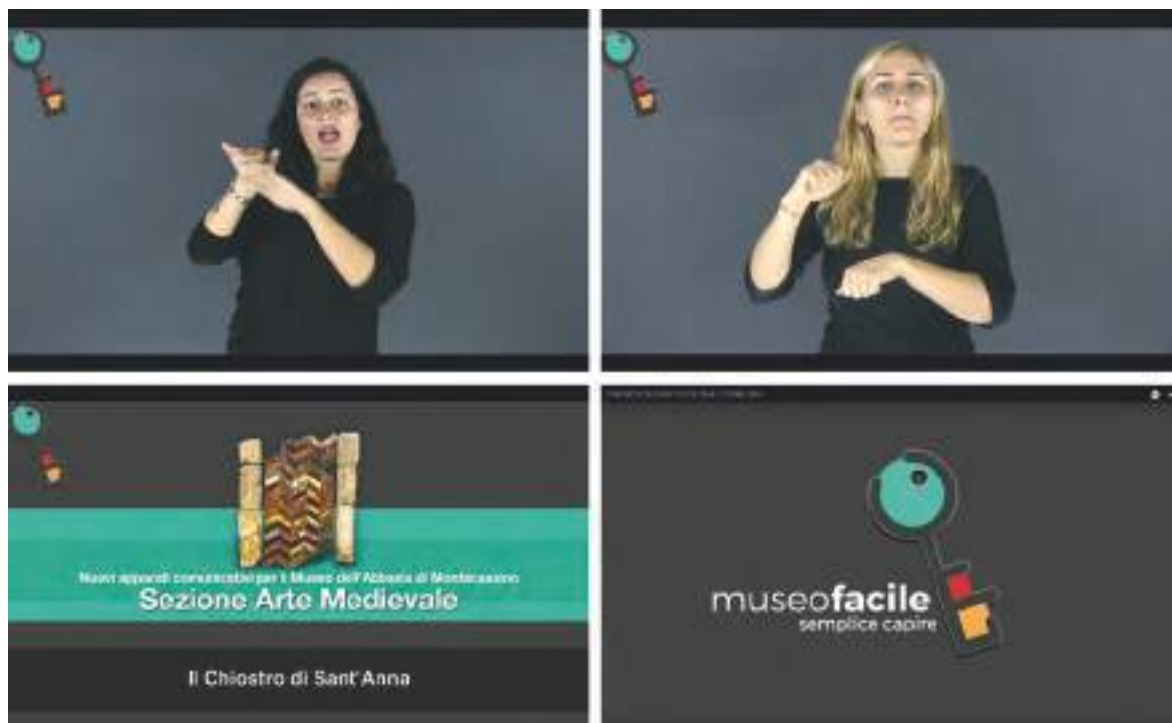 Nuovi apparati comunicativi per il Museo dell'Abbazia di Montecassino
Sezione Arte Medievale
Il Chiostro di Sant'Anna
museofacile
semplice capire